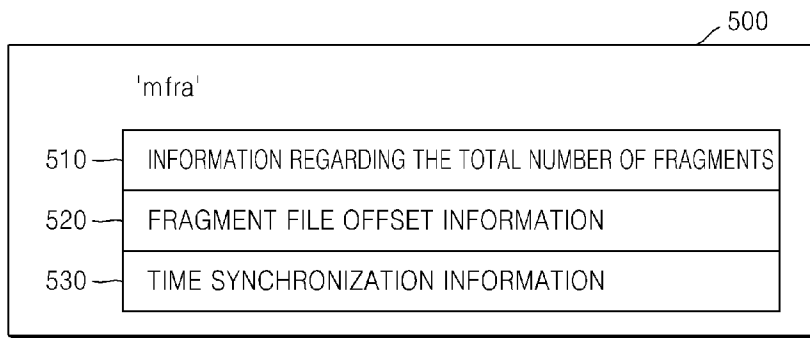 500
'mfra'
510 INFORMATION REGARDING THE TOTAL NUMBER OF FRAGMENTS
520 FRAGMENT FILE OFFSET INFORMATION
530 TIME SYNCHRONIZATION INFORMATION